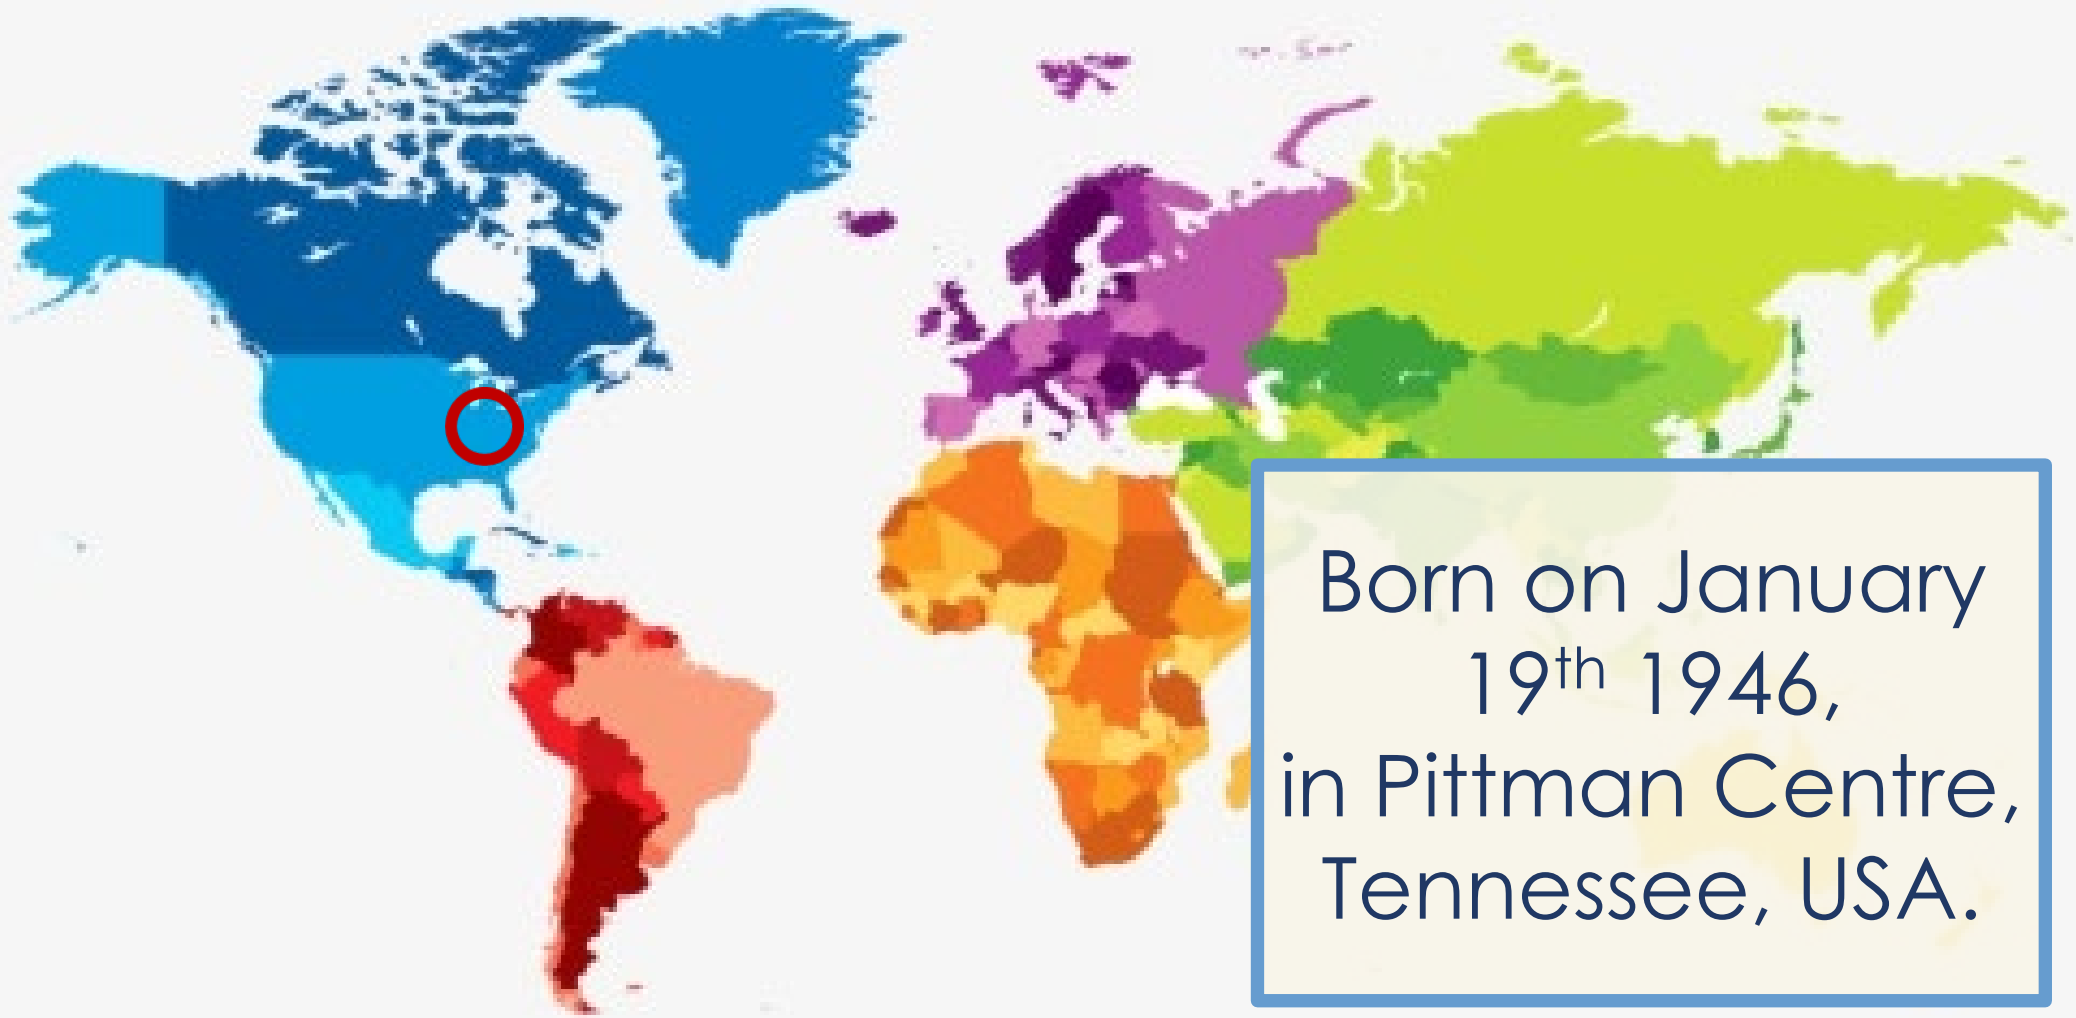 Born on January
19th 1946,
in Pittman Centre,
Tennessee, USA.